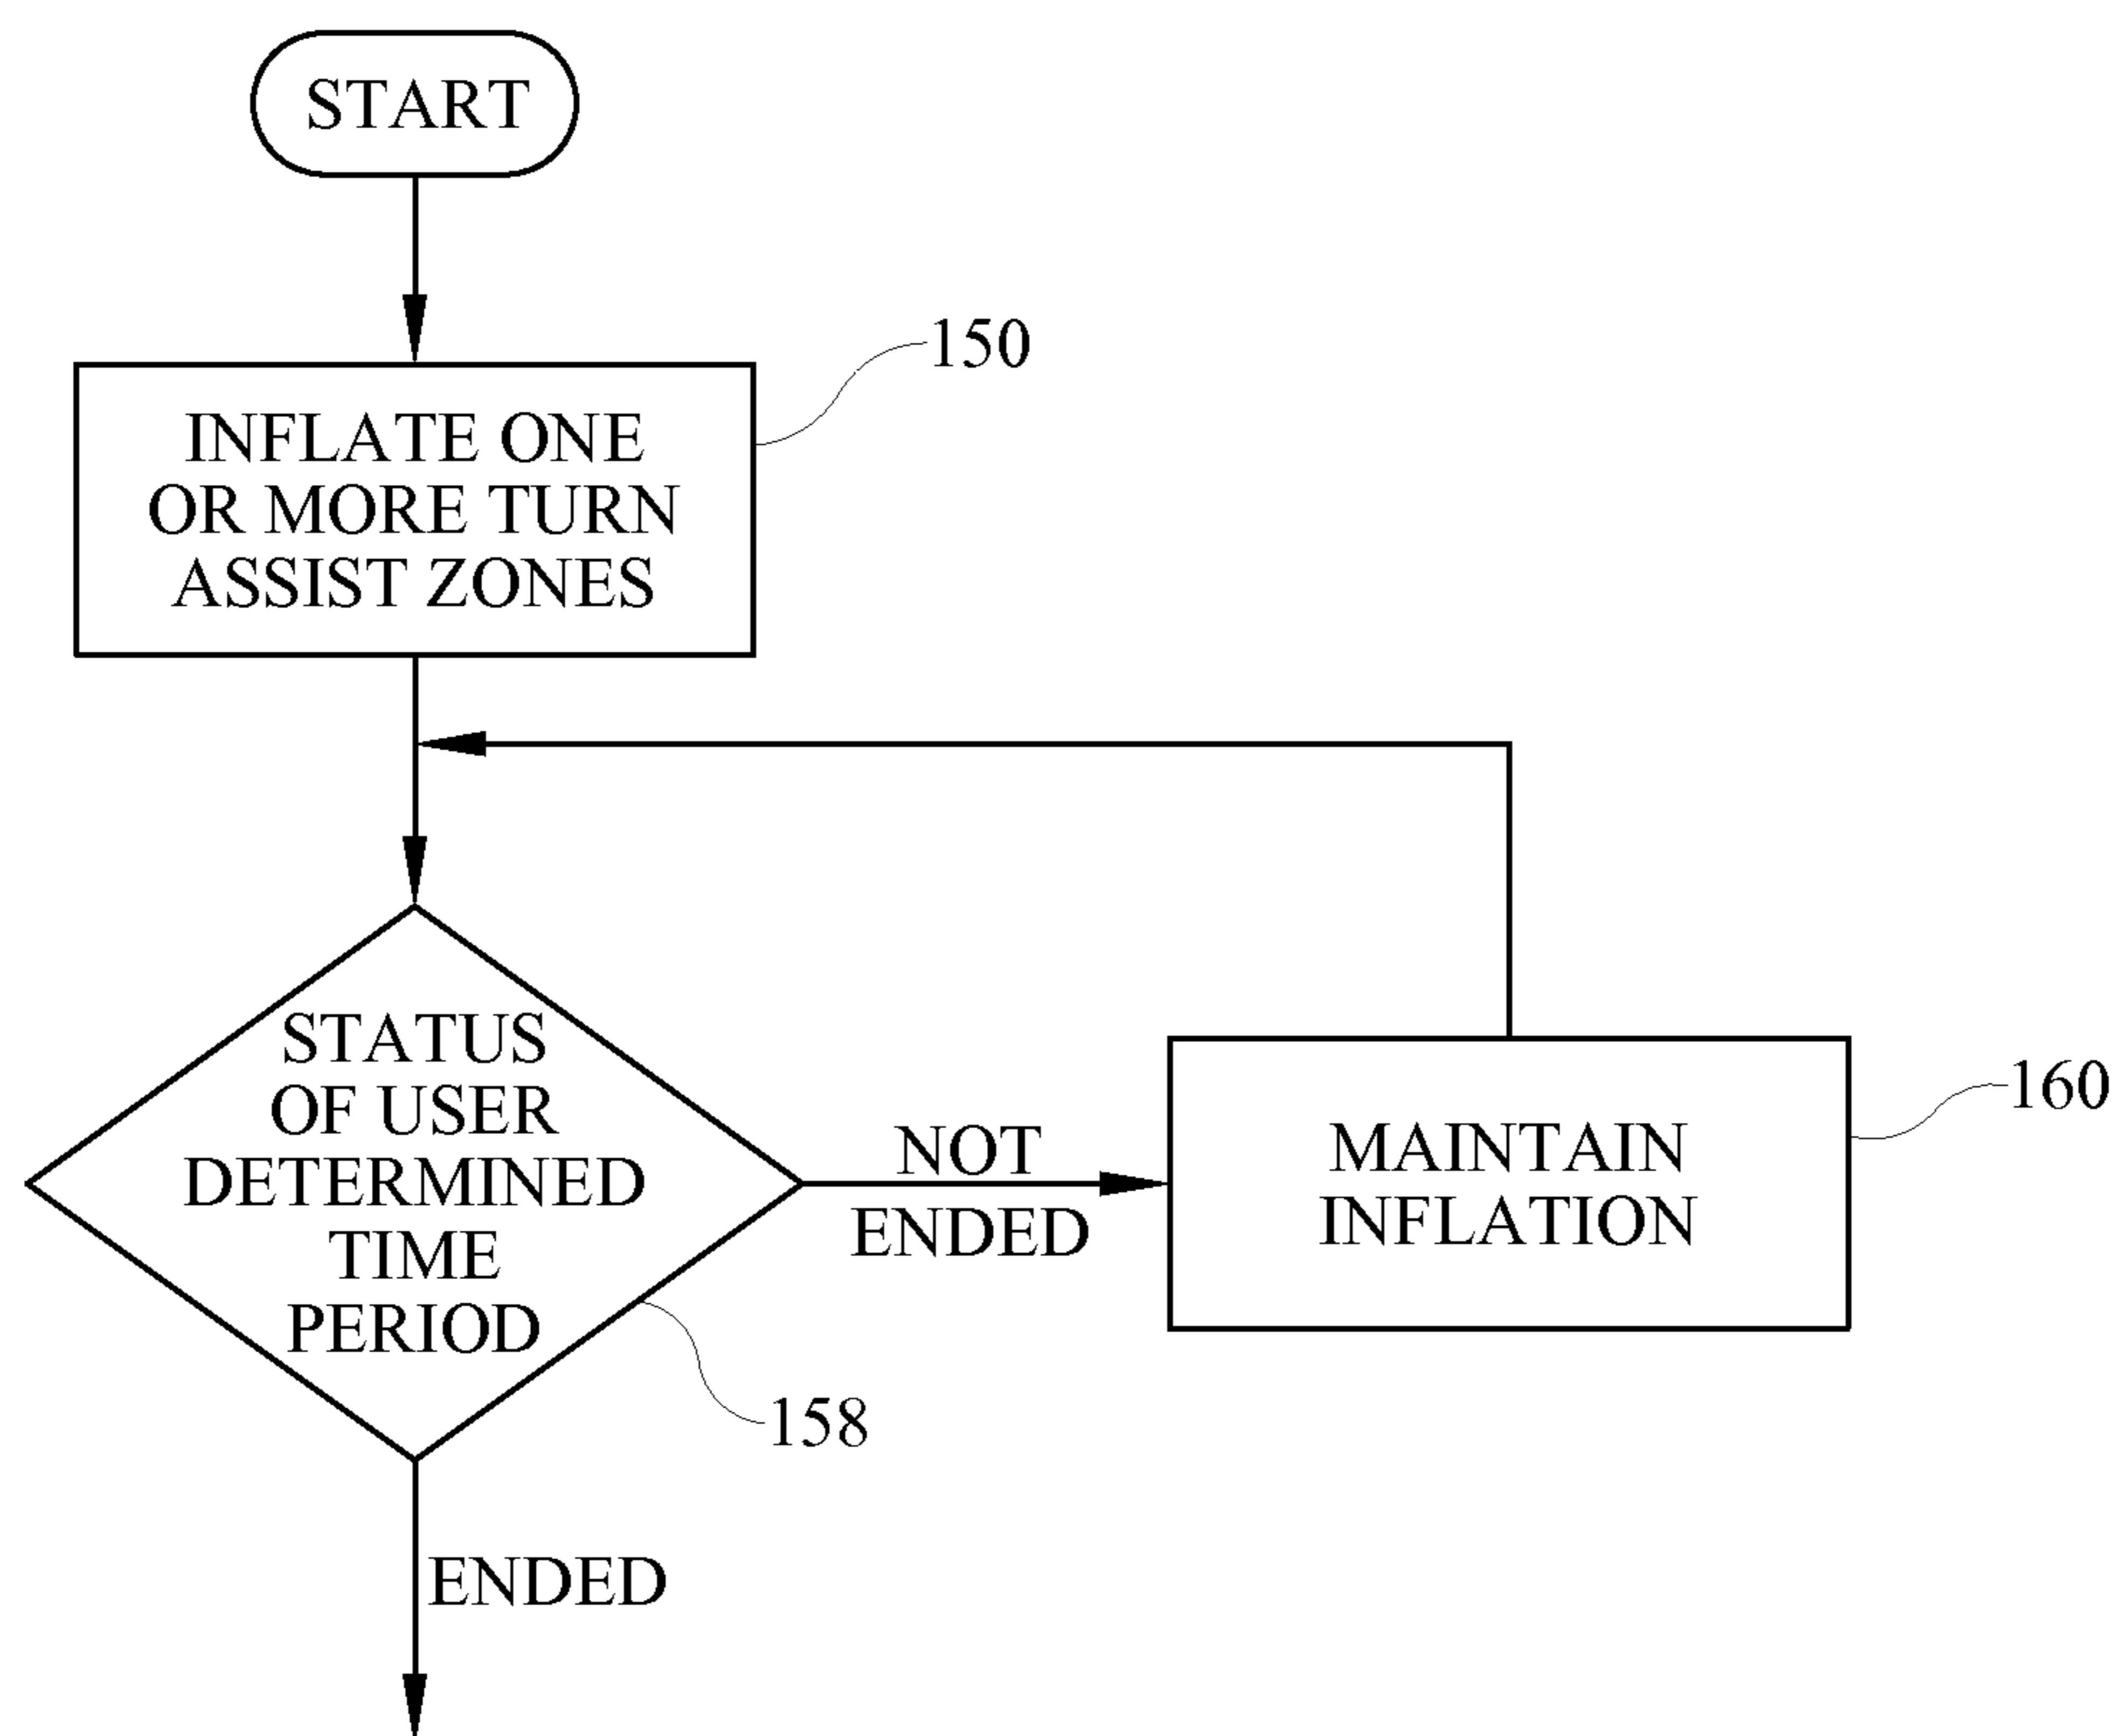 START
150
INFLATE ONE
OR MORE TURN
ASSIST ZONES
STATUS
OF USER
DETERMINED
TIME
PERIOD
158
NOT
ENDED
MAINTAIN
INFLATION
160
ENDED